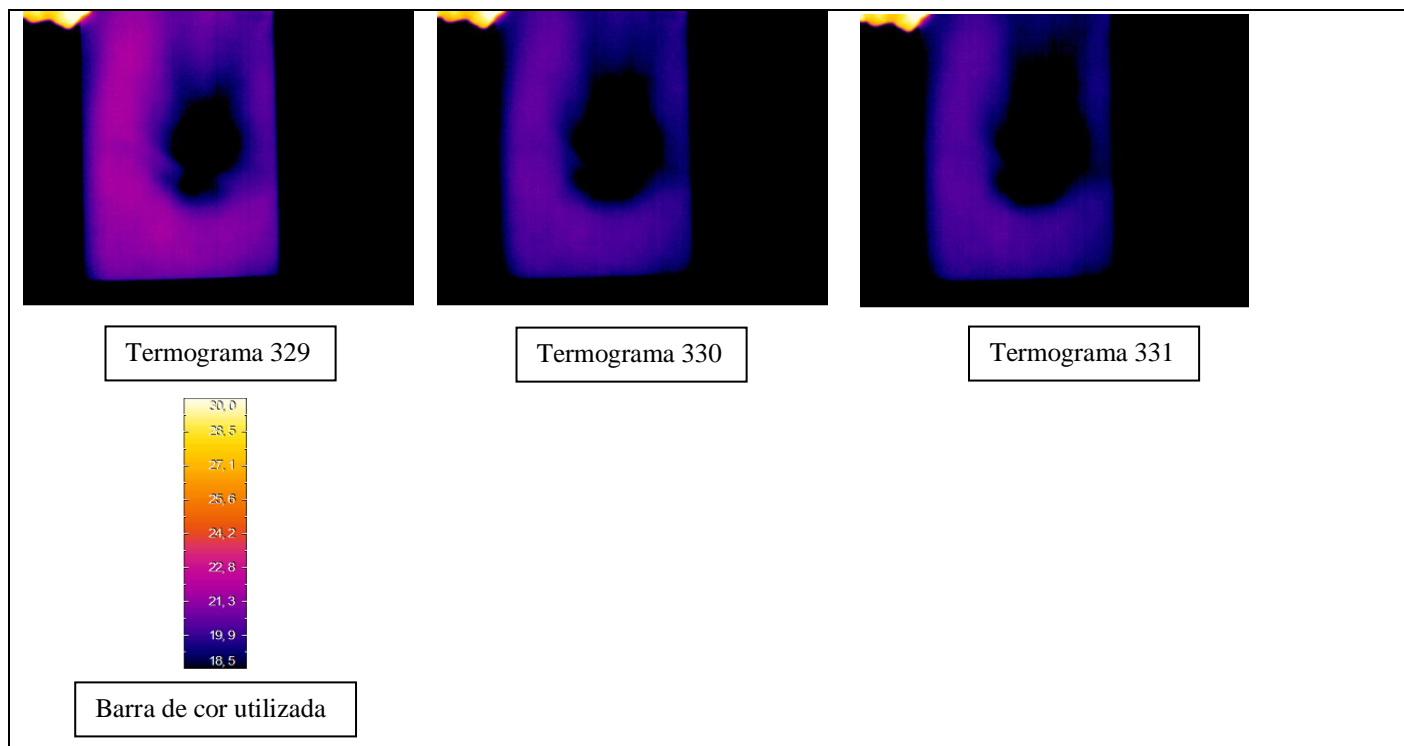 Termograma 329
Termograma 330
Termograma 331
30,0
28,5
27,1
25,6
24,2
22,8
21,3
19,9
18,5
Barra de cor utilizada